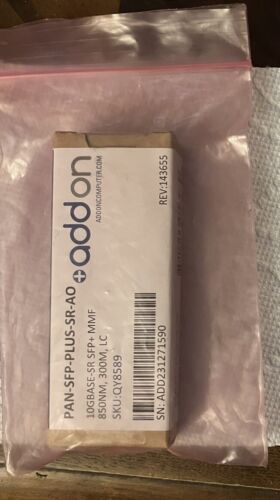 addon
ADDONCOMPUTER.COM
PAN-SFP-PLUS-SR-AO
10GBASE-SR SFP+ MMF
850NM, 300M, LC
SKU:QY8589
REV:143655
SN: ADD231271590